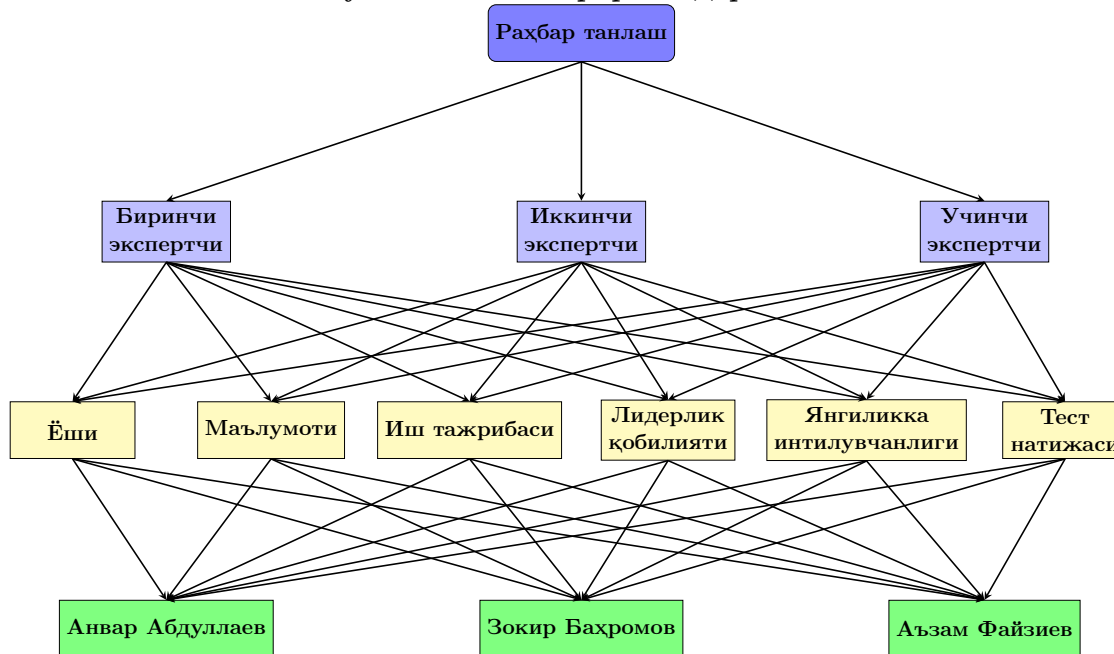 Раҳбар танлаш
Биринчи
экспертчи
Иккинчи
экспертчи
Учинчи
экспертчи
Ёши
Маълумоти
Иш тажрибаси
Лидерлик
қобилияти
Янгиликка
интилувчанлиги
Тест
натижаси
Анвар Абдуллаев
Зокир Баҳромов
Аъзам Файзиев